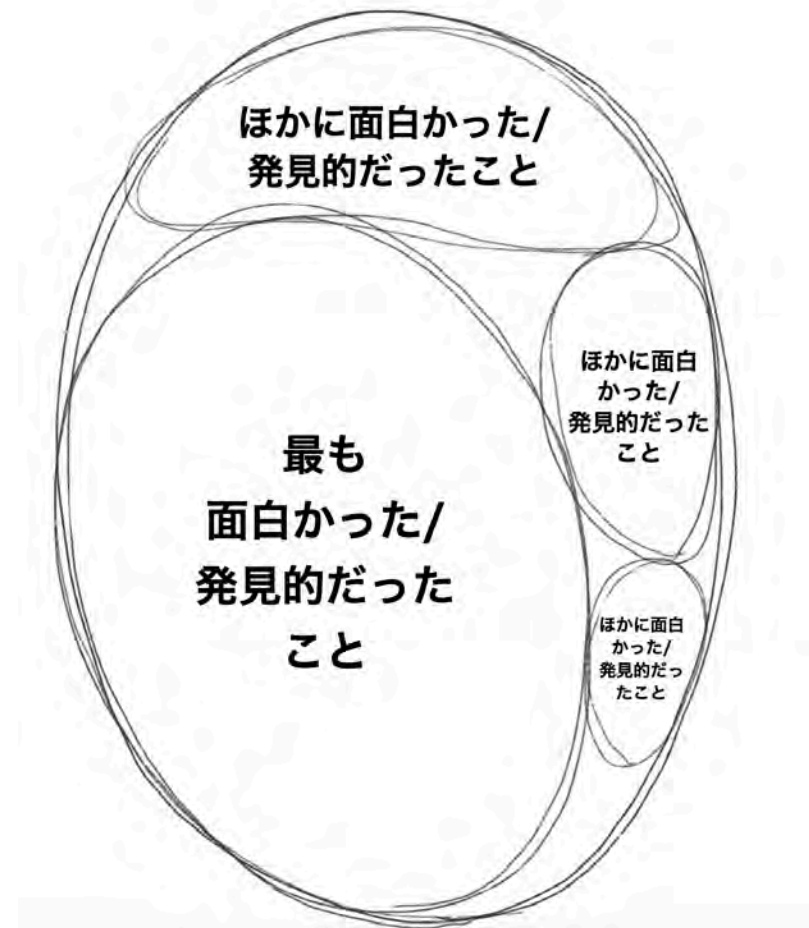 ほかに面白かった/
発見的だったこと
ほかに面白
かった/
発見的だった
こと
最も
面白かった/
発見的だった
こと
ほかに面白
かった/
発見的だっ
たこと